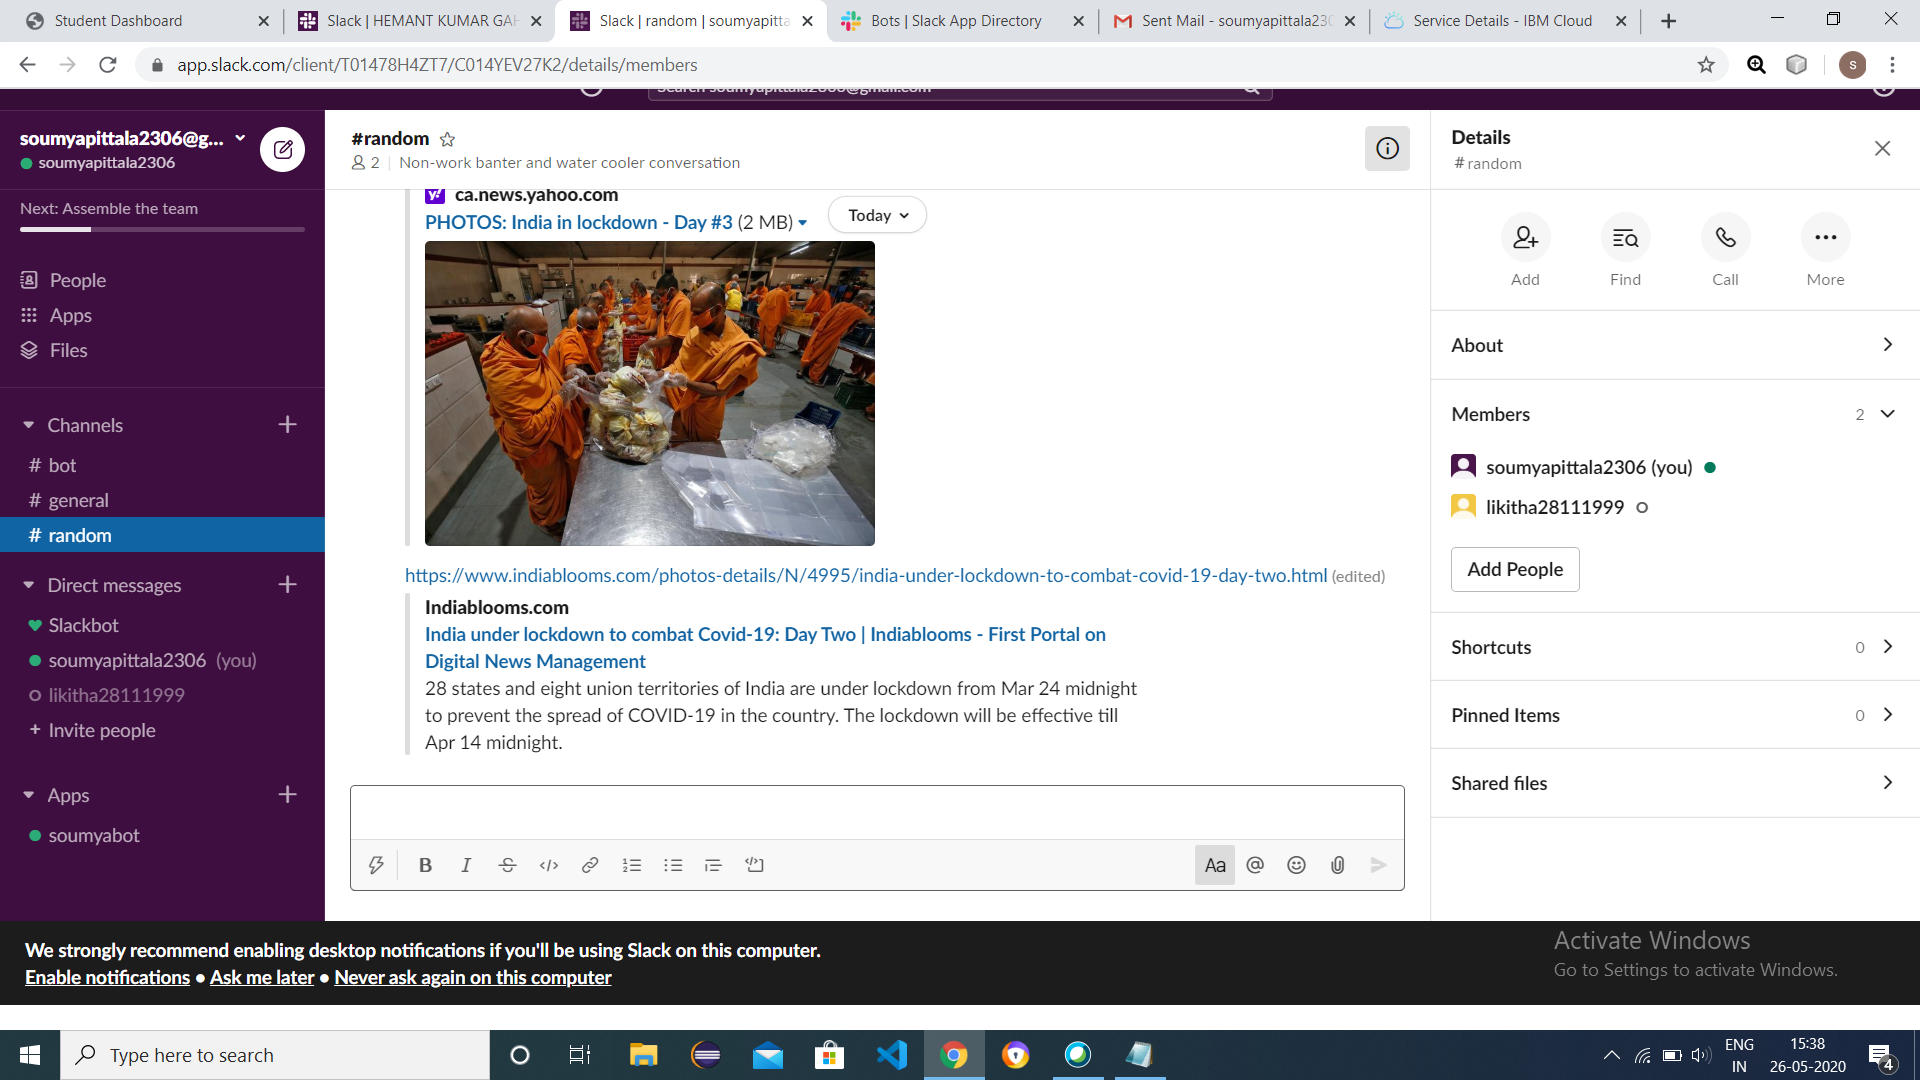 Student Dashboard
Slack | HEMANT KUMAR GAH
Slack | random | soumyapitta
Bots | Slack App Directory
Sent Mail - soumyapittala230
Service Details - IBM Cloud
app.slack.com/client/T01478H4ZT7/C014YEV27K2/details/members
S
Search soumyapittala2306@gmail.com
soumyapittala2306@g...
soumyapittala2306
Next: Assemble the team
People
Apps
Files
Channels
# bot
# general
# random
Direct messages
Slackbot
soumyapittala2306 (you)
likitha28111999
+ Invite people
Apps
soumyabot
#random
2 | Non-work banter and water cooler conversation
ca.news.yahoo.com
PHOTOS: India in lockdown - Day #3 (2 MB)
Today
https://www.indiablooms.com/photos-details/N/4995/india-under-lockdown-to-combat-covid-19-day-two.html (edited)
Indiablooms.com
India under lockdown to combat Covid-19: Day Two | Indiablooms - First Portal on
Digital News Management
28 states and eight union territories of India are under lockdown from Mar 24 midnight
to prevent the spread of COVID-19 in the country. The lockdown will be effective till
Apr 14 midnight.
B I S Aa @
Details
# random
Add
Find
Call
More
About
Members 2
soumyapittala2306 (you)
likitha28111999
Add People
Shortcuts 0
Pinned Items 0
Shared files
We strongly recommend enabling desktop notifications if you'll be using Slack on this computer.
Enable notifications • Ask me later • Never ask again on this computer
Activate Windows
Go to Settings to activate Windows.
Type here to search
ENG
IN
15:38
26-05-2020
4